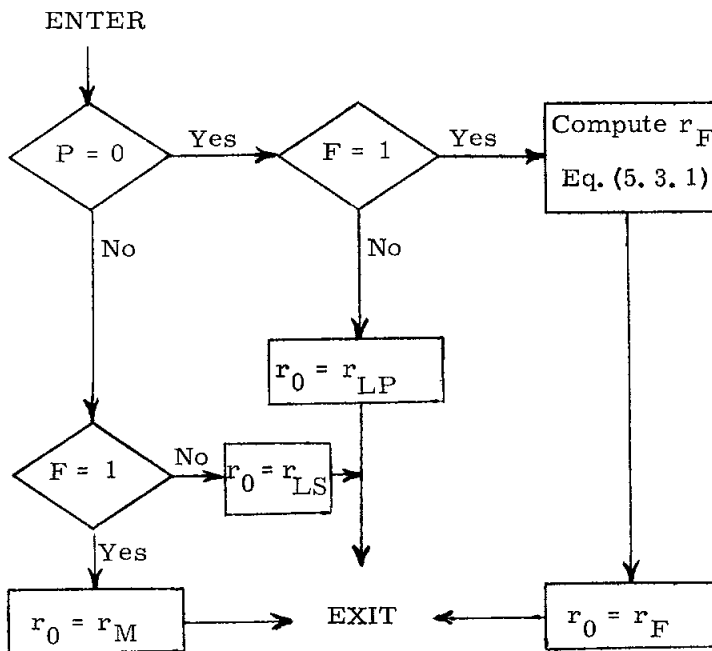 ENTER
P = 0
Yes
F = 1
Yes
Compute r_F
Eq. (5. 3. 1)
No
No
r_0 = r_LP
F = 1
No
r_0 = r_LS
Yes
r_0 = r_M
EXIT
r_0 = r_F